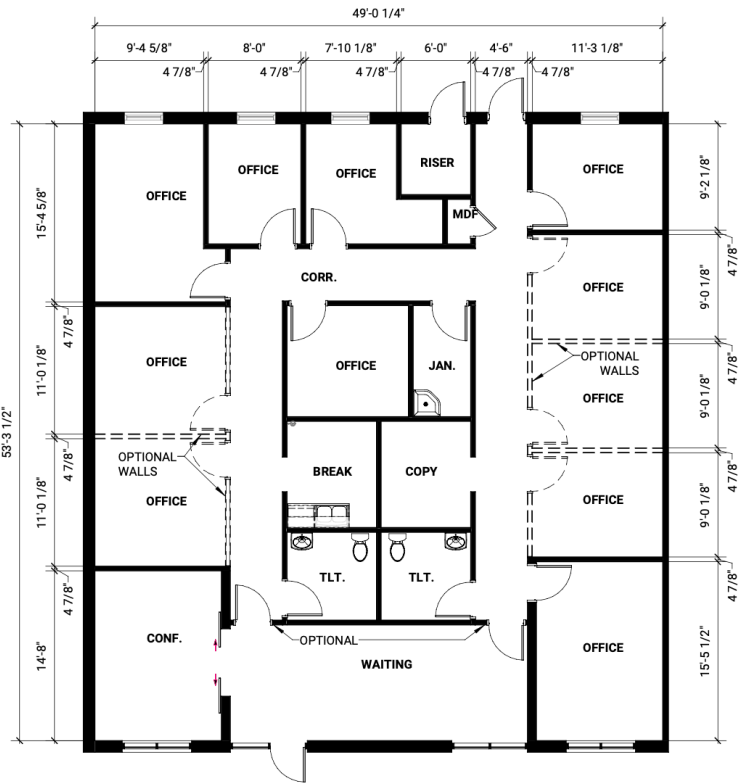 49'-0 1/4"
9'-4 5/8"
8'-0"
7'-10 1/8"
6'-0"
4'-6"
11'-3 1/8"
4 7/8"
4 7/8"
4 7/8"
4 7/8"
4 7/8"
OFFICE
OFFICE
OFFICE
RISER
MDF
OFFICE
CORR.
OFFICE
OFFICE
OFFICE
JAN.
OPTIONAL
WALLS
OFFICE
OPTIONAL
WALLS
BREAK
COPY
OFFICE
OFFICE
TLT.
TLT.
CONF.
OPTIONAL
WAITING
OFFICE
53'-3 1/2"
15'-4 5/8"
4 7/8"
11'-0 1/8"
4 7/8"
11'-0 1/8"
4 7/8"
14'-8"
9'-2 1/8"
4 7/8"
9'-0 1/8"
4 7/8"
9'-0 1/8"
4 7/8"
9'-0 1/8"
4 7/8"
15'-5 1/2"